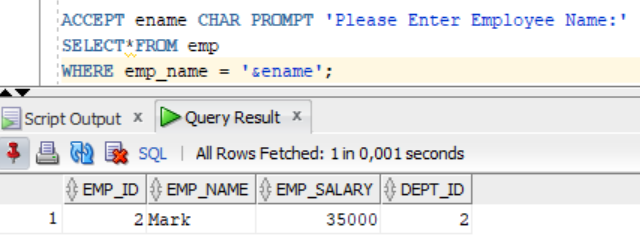 ACCEPT ename CHAR PROMPT 'Please Enter Employee Name:'
SELECT*FROM emp
WHERE emp_name = '&ename';
Script Output x Query Result x
SQL | All Rows Fetched: 1 in 0,001 seconds
EMP_ID EMP_NAME EMP_SALARY DEPT_ID
1 2 Mark 35000 2